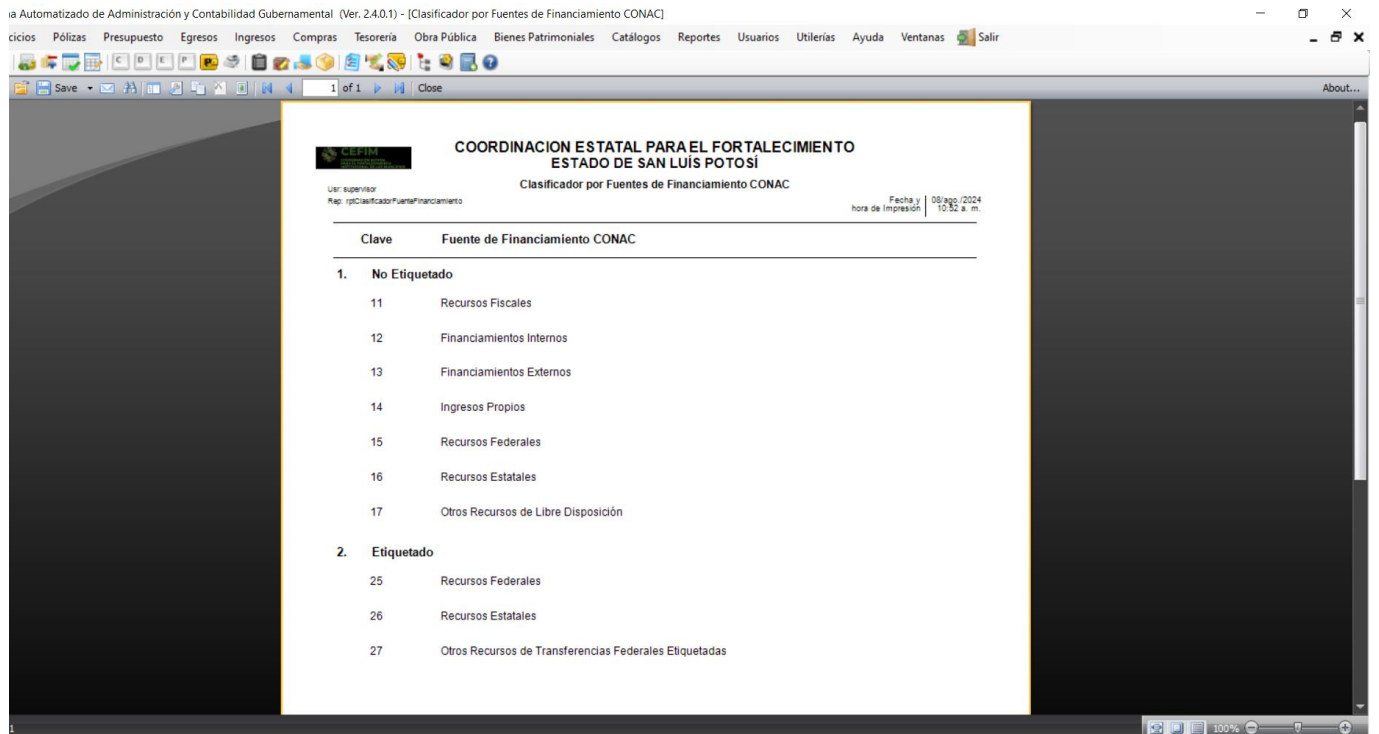 a Automatizado de Administración y Contabilidad Gubernamental (Ver. 2.4.0.1) - [Clasificador por Fuentes de Financiamiento CONAC]
cicios Pólizas Presupuesto Egresos Ingresos Compras Tesorería Obra Pública Bienes Patrimoniales Catálogos Reportes Usuarios Utilerías Ayuda Ventanas Salir
C D E P P
Save 1 of 1 Close About...
CEFIM
COORDINACION ESTATAL PARA EL FORTALECIMIENTO
ESTADO DE SAN LUÍS POTOSÍ
Clasificador por Fuentes de Financiamiento CONAC
Usr: supervisor
Rep: rptClasificadorFuenteFinanciamiento
Fecha y 08/ago./2024
hora de Impresión 10:52 a. m.
Clave Fuente de Financiamiento CONAC
1. No Etiquetado
11 Recursos Fiscales
12 Financiamientos Internos
13 Financiamientos Externos
14 Ingresos Propios
15 Recursos Federales
16 Recursos Estatales
17 Otros Recursos de Libre Disposición
2. Etiquetado
25 Recursos Federales
26 Recursos Estatales
27 Otros Recursos de Transferencias Federales Etiquetadas
1 100%